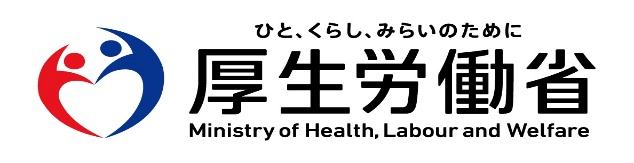 ひと、くらし、みらいのために
厚生労働省
Ministry of Health, Labour and Welfare